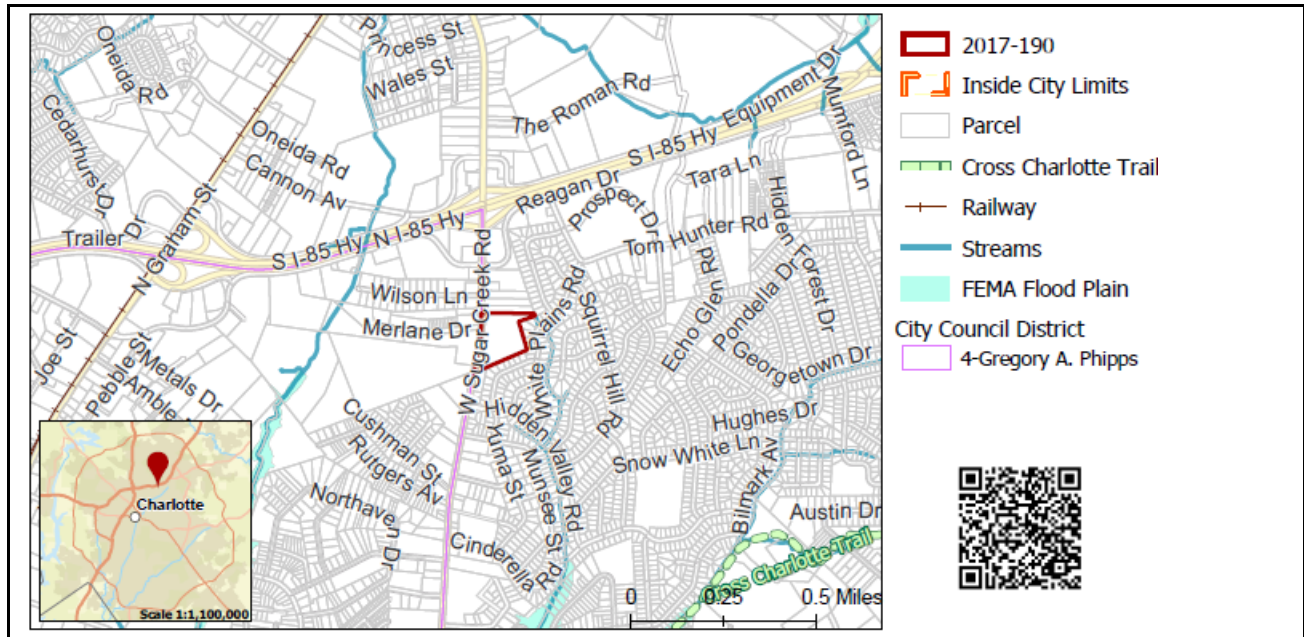 Princess St
Wales St
Oneida Rd
Cedarhurst Dr
Oneida Rd
Cannon Av
The Roman Rd
S I-85 Hy
Equipment Dr
Mumford Ln
Reagan Dr
Prospect Dr
Tara Ln
Tom Hunter Rd
Hidden Forest Dr
Trailer Dr
N Graham St
S I-85 Hy
N I-85 Hy
Wilson Ln
Merlane Dr
W Sugar Creek Rd
White Plains Rd
Squirrel Hill Rd
Echo Glen Rd
Pondella Dr
Georgetown Dr
Joe St
Pebble St
Metals Dr
Amble
Cushman St
Rutgers Av
Hidden Valley Rd
Yuma St
Munsee St
Hughes Dr
Snow White Ln
Bilmark Av
Northaven Dr
Cinderella Rd
Austin Dr
Cross Charlotte Trail
0 0.25 0.5 Miles
Charlotte
Scale 1:1,100,000
2017-190
Inside City Limits
Parcel
Cross Charlotte Trail
Railway
Streams
FEMA Flood Plain
City Council District
4-Gregory A. Phipps